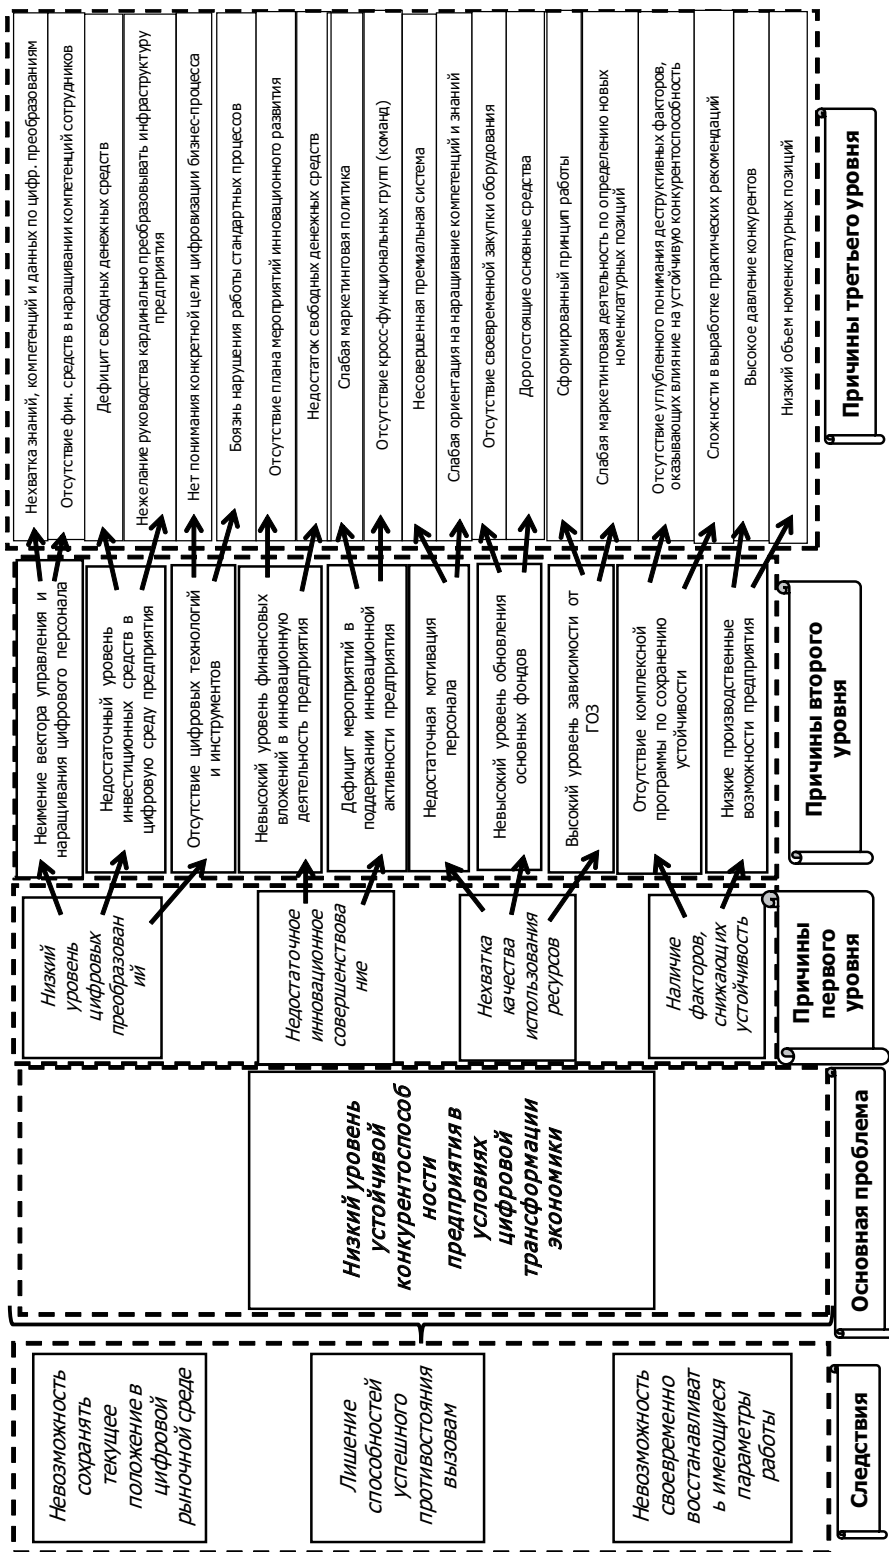 Невозможность
сохранять
текущее
положение в
цифровой
рыночной среде
Лишение
способностей
успешного
противостояния
вызовам
Невозможность
своевременно
восстанавливат
ь имеющиеся
параметры
работы
Следствия
Низкий уровень
устойчивой
конкурентоспособ
ности
предприятия в
условиях
цифровой
трансформации
экономики
Основная проблема
Низкий
уровень
цифровых
преобразован
ий
Недостаточное
инновационное
совершенствова
ние
Нехватка
качества
использования
ресурсов
Наличие
факторов,
снижающих
устойчивость
Причины
первого
уровня
Неимение вектора управления и
наращивания цифрового персонала
Недостаточный уровень
инвестиционных средств в
цифровую среду предприятия
Отсутствие цифровых технологий
и инструментов
Невысокий уровень финансовых
вложений в инновационную
деятельность предприятия
Дефицит мероприятий в
поддержании инновационной
активности предприятия
Недостаточная мотивация
персонала
Невысокий уровень обновления
основных фондов
Высокий уровень зависимости от
ГОЗ
Отсутствие комплексной
программы по сохранению
устойчивости
Низкие производственные
возможности предприятия
Причины второго
уровня
Нехватка знаний, компетенций и данных по цифр. преобразованиям
Отсутствие фин. средств в наращивании компетенций сотрудников
Дефицит свободных денежных средств
Нежелание руководства кардинально преобразовывать инфраструктуру
предприятия
Нет понимания конкретной цели цифровизации бизнес-процесса
Боязнь нарушения работы стандартных процессов
Отсутствие плана мероприятий инновационного развития
Недостаток свободных денежных средств
Слабая маркетинговая политика
Отсутствие кросс-функциональных групп (команд)
Несовершенная премиальная система
Слабая ориентация на наращивание компетенций и знаний
Отсутствие своевременной закупки оборудования
Дорогостоящие основные средства
Сформированный принцип работы
Слабая маркетинговая деятельность по определению новых
номенклатурных позиций
Отсутствие углубленного понимания деструктивных факторов,
оказывающих влияние на устойчивую конкурентоспособность
Сложности в выработке практических рекомендаций
Высокое давление конкурентов
Низкий объем номенклатурных позиций
Причины третьего уровня